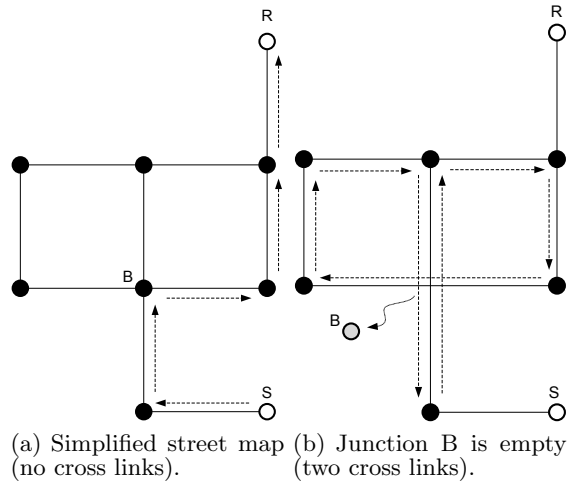 R
R
B
B
S
S
(a) Simplified street map
(no cross links).
(b) Junction B is empty
(two cross links).